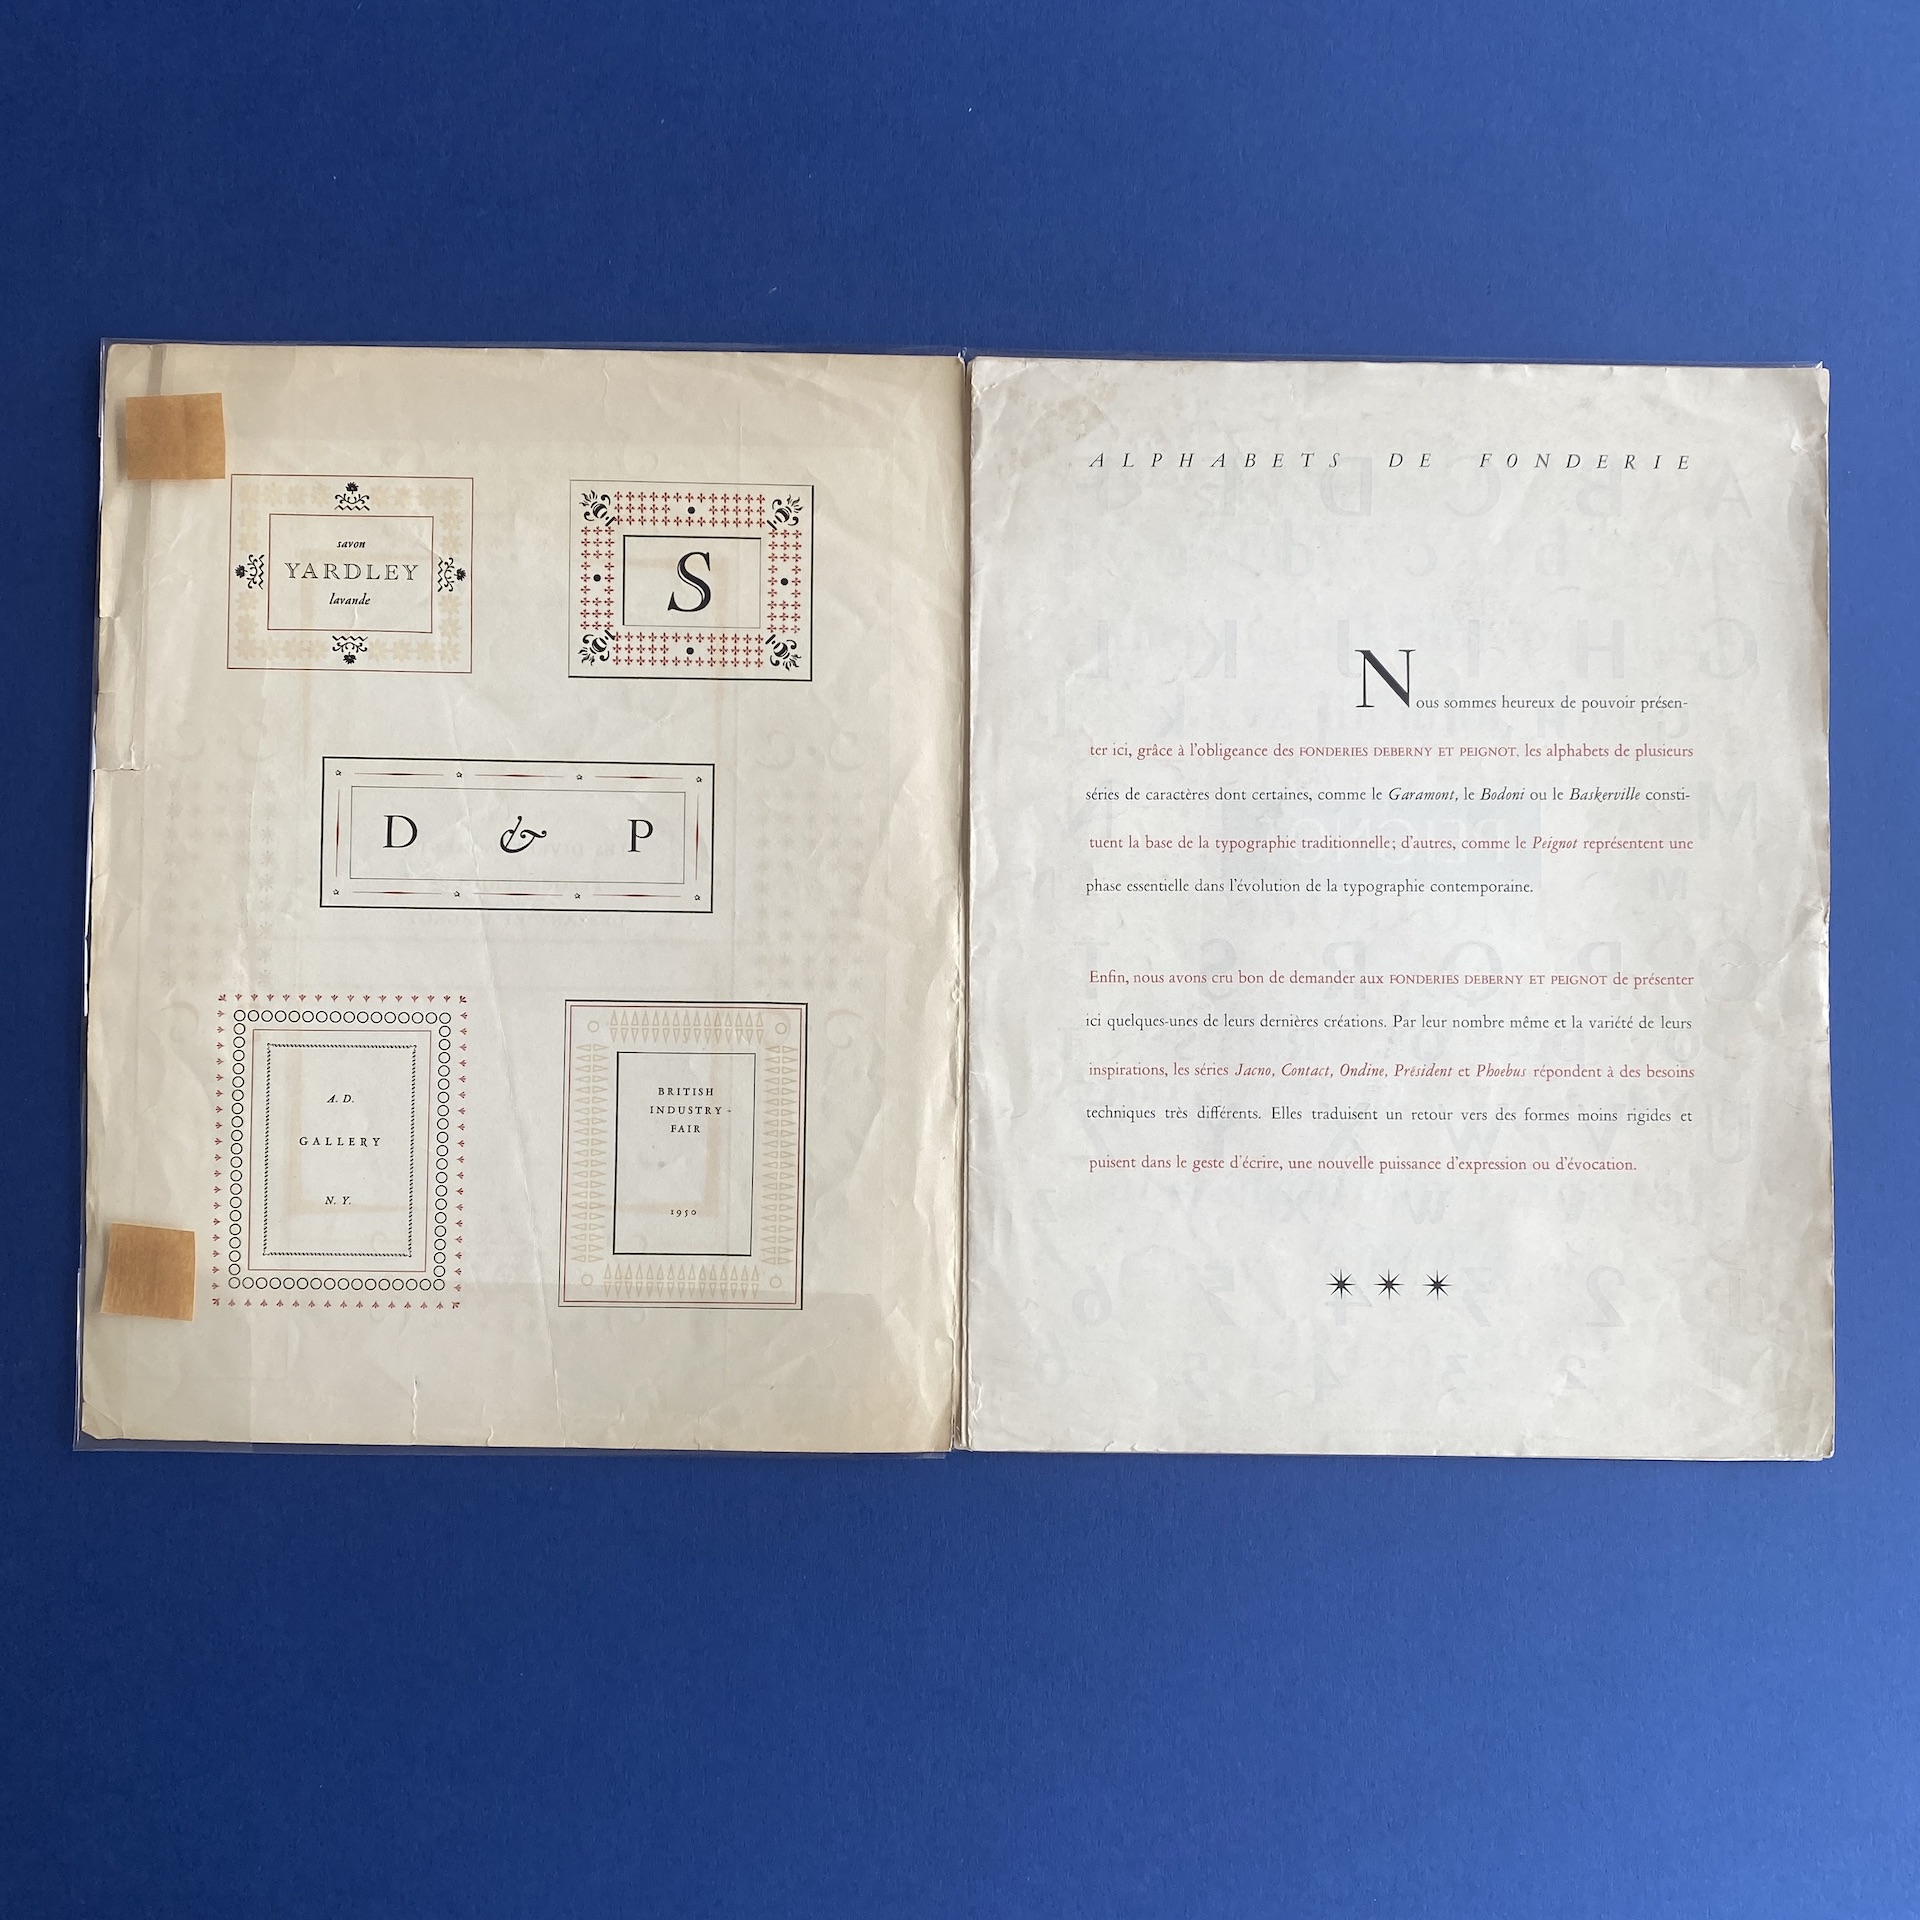 savon
YARDLEY
lavande
S
D & P
A. D.
GALLERY
N. Y.
BRITISH
INDUSTRY -
FAIR
1950
ALPHABETS DE FONDERIE
Nous sommes heureux de pouvoir présen-
ter ici, grâce à l'obligeance des FONDERIES DEBERNY ET PEIGNOT, les alphabets de plusieurs
séries de caractères dont certaines, comme le Garamont, le Bodoni ou le Baskerville consti-
tuent la base de la typographie traditionnelle; d'autres, comme le Peignot représentent une
phase essentielle dans l'évolution de la typographie contemporaine.
Enfin, nous avons cru bon de demander aux FONDERIES DEBERNY ET PEIGNOT de présenter
ici quelques-unes de leurs dernières créations. Par leur nombre même et la variété de leurs
inspirations, les séries Jacno, Contact, Ondine, Président et Phoebus répondent à des besoins
techniques très différents. Elles traduisent un retour vers des formes moins rigides et
puisent dans le geste d'écrire, une nouvelle puissance d'expression ou d'évocation.